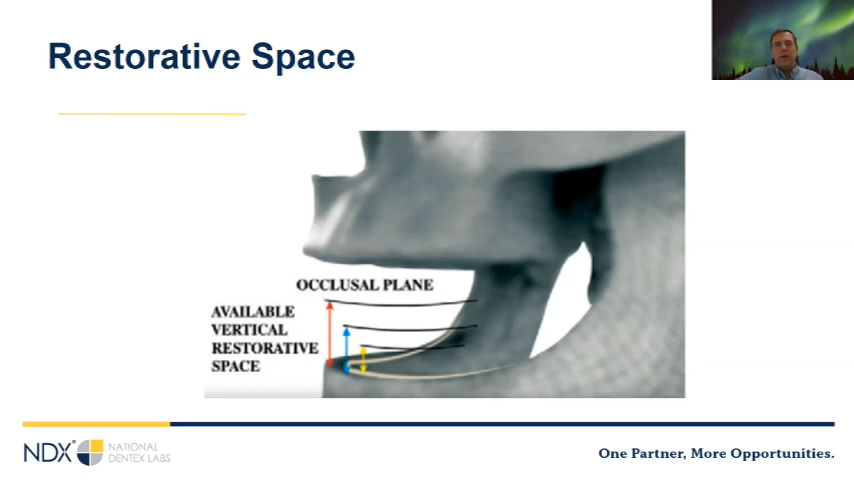 Restorative Space
OCCLUSAL PLANE
AVAILABLE
VERTICAL
RESTORATIVE
SPACE
NDX
NATIONAL
DENTEX LABS
One Partner, More Opportunities.